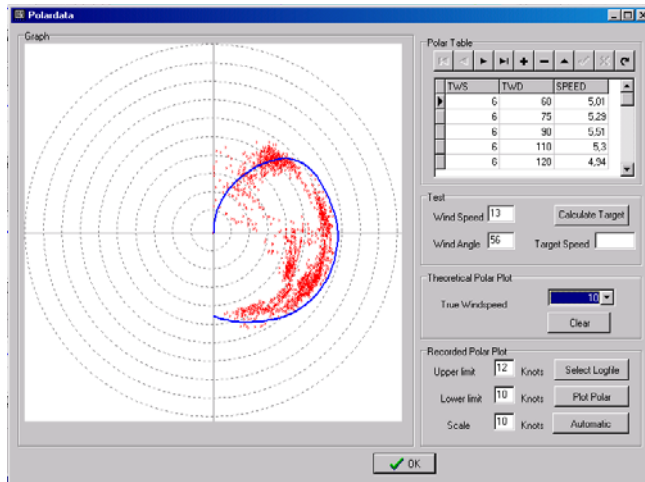 Polardata
Graph
Polar Table
TWS TWD SPEED
6 60 5,01
6 75 5,29
6 90 5,51
6 110 5,3
6 120 4,94
Test
Wind Speed 13 Calculate Target
Wind Angle 56 Target Speed
Theoretical Polar Plot
True Windspeed 10
Clear
Recorded Polar Plot
Upper limit 12 Knots Select Logfile
Lower limit 10 Knots Plot Polar
Scale 10 Knots Automatic
OK